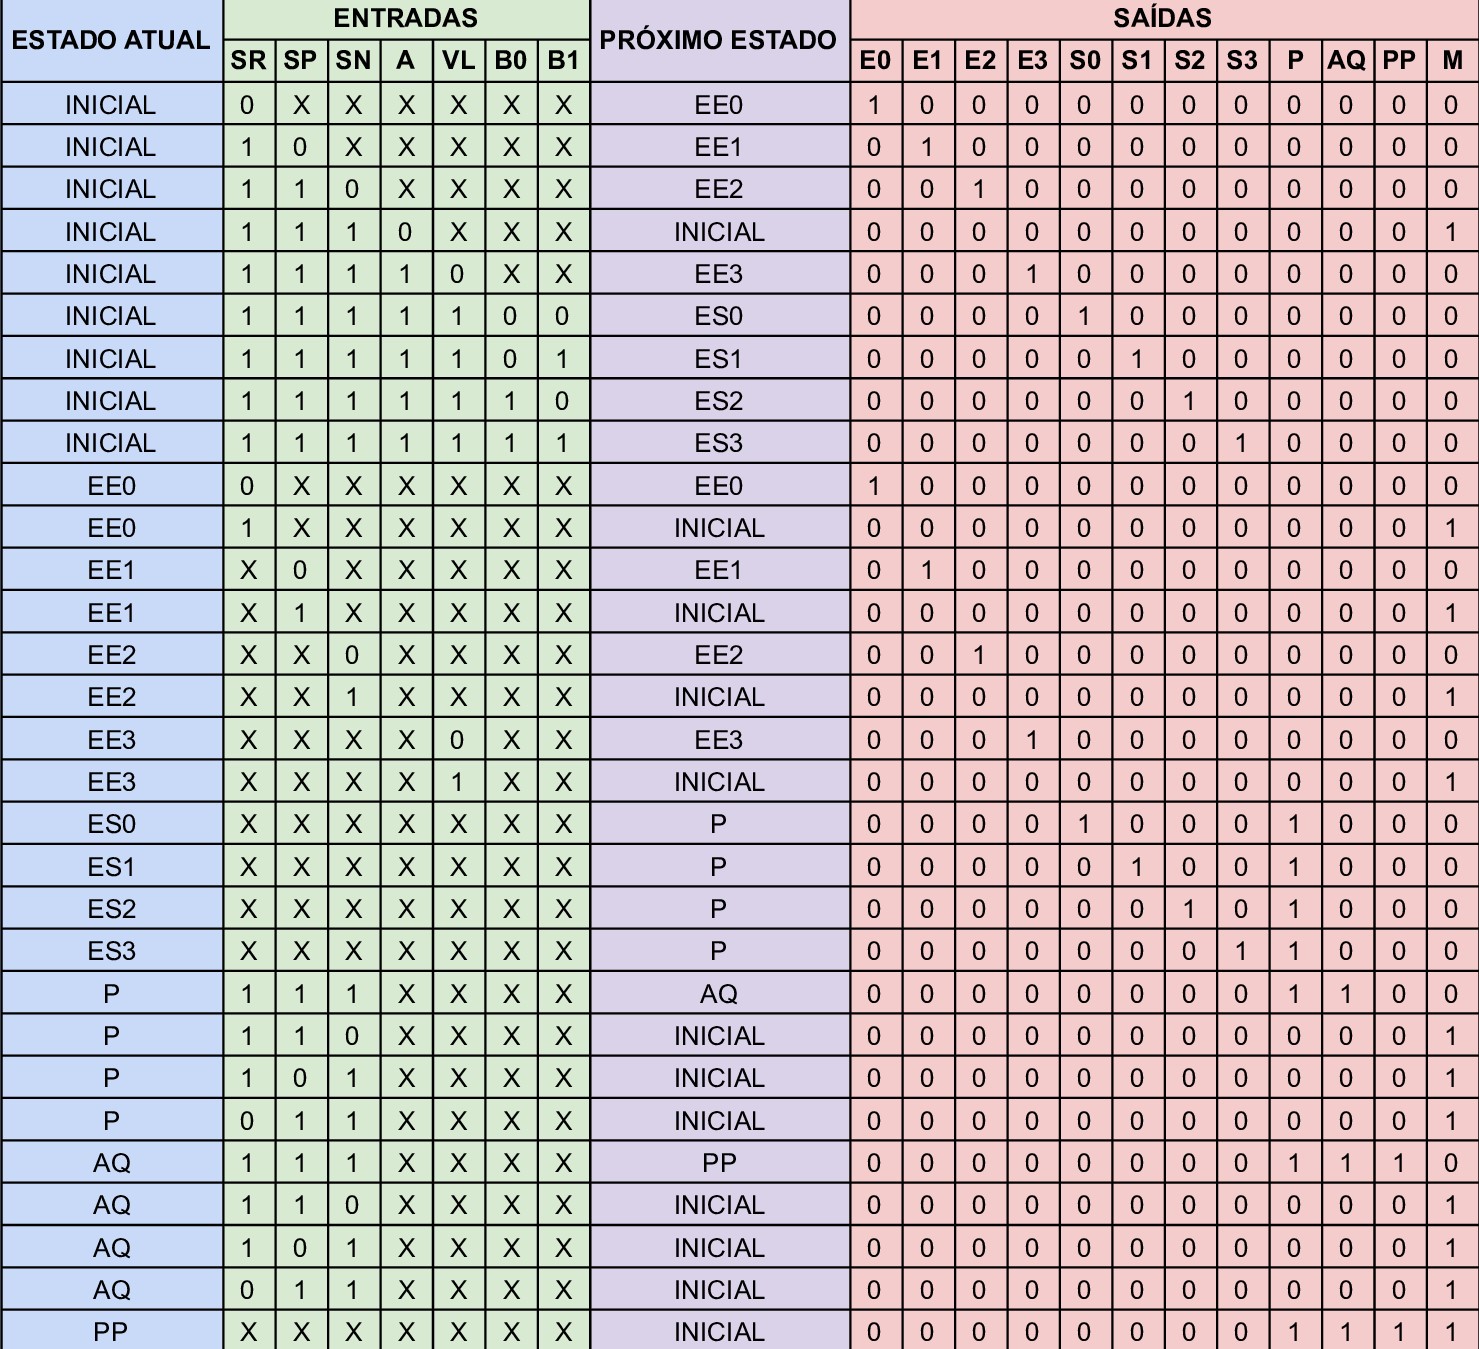 ESTADO ATUAL ENTRADAS PRÓXIMO ESTADO SAÍDAS
SR SP SN A VL B0 B1 E0 E1 E2 E3 S0 S1 S2 S3 P AQ PP M
INICIAL 0 X X X X X X EE0 1 0 0 0 0 0 0 0 0 0 0 0
INICIAL 1 0 X X X X X EE1 0 1 0 0 0 0 0 0 0 0 0 0
INICIAL 1 1 0 X X X X EE2 0 0 1 0 0 0 0 0 0 0 0 0
INICIAL 1 1 1 0 X X X INICIAL 0 0 0 0 0 0 0 0 0 0 0 1
INICIAL 1 1 1 1 0 X X EE3 0 0 0 1 0 0 0 0 0 0 0 0
INICIAL 1 1 1 1 1 0 0 ES0 0 0 0 0 1 0 0 0 0 0 0 0
INICIAL 1 1 1 1 1 0 1 ES1 0 0 0 0 0 1 0 0 0 0 0 0
INICIAL 1 1 1 1 1 1 0 ES2 0 0 0 0 0 0 1 0 0 0 0 0
INICIAL 1 1 1 1 1 1 1 ES3 0 0 0 0 0 0 0 1 0 0 0 0
EE0 0 X X X X X X EE0 1 0 0 0 0 0 0 0 0 0 0 0
EE0 1 X X X X X X INICIAL 0 0 0 0 0 0 0 0 0 0 0 1
EE1 X 0 X X X X X EE1 0 1 0 0 0 0 0 0 0 0 0 0
EE1 X 1 X X X X X INICIAL 0 0 0 0 0 0 0 0 0 0 0 1
EE2 X X 0 X X X X EE2 0 0 1 0 0 0 0 0 0 0 0 0
EE2 X X 1 X X X X INICIAL 0 0 0 0 0 0 0 0 0 0 0 1
EE3 X X X X 0 X X EE3 0 0 0 1 0 0 0 0 0 0 0 0
EE3 X X X X 1 X X INICIAL 0 0 0 0 0 0 0 0 0 0 0 1
ES0 X X X X X X X P 0 0 0 0 1 0 0 0 1 0 0 0
ES1 X X X X X X X P 0 0 0 0 0 1 0 0 1 0 0 0
ES2 X X X X X X X P 0 0 0 0 0 0 1 0 1 0 0 0
ES3 X X X X X X X P 0 0 0 0 0 0 0 1 1 0 0 0
P 1 1 1 X X X X AQ 0 0 0 0 0 0 0 0 1 1 0 0
P 1 1 0 X X X X INICIAL 0 0 0 0 0 0 0 0 0 0 0 1
P 1 0 1 X X X X INICIAL 0 0 0 0 0 0 0 0 0 0 0 1
P 0 1 1 X X X X INICIAL 0 0 0 0 0 0 0 0 0 0 0 1
AQ 1 1 1 X X X X PP 0 0 0 0 0 0 0 0 1 1 1 0
AQ 1 1 0 X X X X INICIAL 0 0 0 0 0 0 0 0 0 0 0 1
AQ 1 0 1 X X X X INICIAL 0 0 0 0 0 0 0 0 0 0 0 1
AQ 0 1 1 X X X X INICIAL 0 0 0 0 0 0 0 0 0 0 0 1
PP X X X X X X X INICIAL 0 0 0 0 0 0 0 0 1 1 1 1